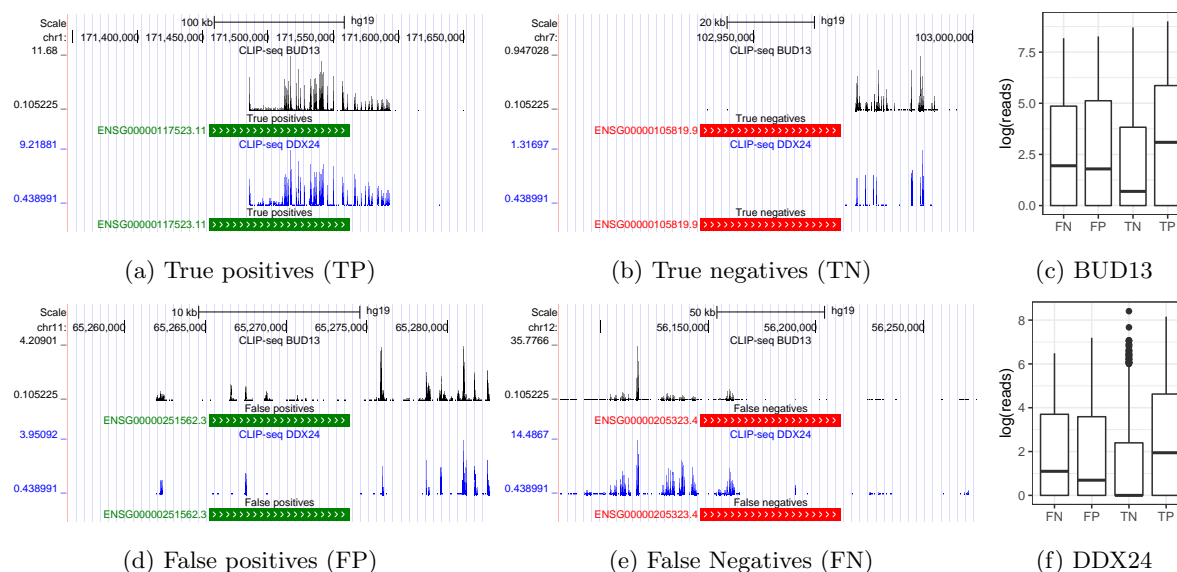 Scale 100 kb hg19
chr1: 171,400,000 171,450,000 171,500,000 171,550,000 171,600,000 171,650,000
CLIP-seq BUD13
11.68 _
0.105225 _
True positives
ENSG00000117523.11
CLIP-seq DDX24
9.21881 _
0.438991 _
True positives
ENSG00000117523.11
(a) True positives (TP)
Scale 20 kb hg19
chr7: 102,950,000 103,000,000
CLIP-seq BUD13
0.947028 _
0.105225 _
True negatives
ENSG00000105819.9
CLIP-seq DDX24
1.31697 _
0.438991 _
True negatives
ENSG00000105819.9
(b) True negatives (TN)
log(reads)
7.5
5.0
2.5
0.0
FN FP TN TP
(c) BUD13
Scale 10 kb hg19
chr11: 65,260,000 65,265,000 65,270,000 65,275,000 65,280,000
CLIP-seq BUD13
4.20901 _
0.105225 _
False positives
ENSG00000251562.3
CLIP-seq DDX24
3.95092 _
0.438991 _
False positives
ENSG00000251562.3
(d) False positives (FP)
Scale 50 kb hg19
chr12: 56,150,000 56,200,000 56,250,000
CLIP-seq BUD13
35.7766 _
0.105225 _
False negatives
ENSG00000205323.4
CLIP-seq DDX24
14.4867 _
0.438991 _
False negatives
ENSG00000205323.4
(e) False Negatives (FN)
log(reads)
8
6
4
2
0
FN FP TN TP
(f) DDX24